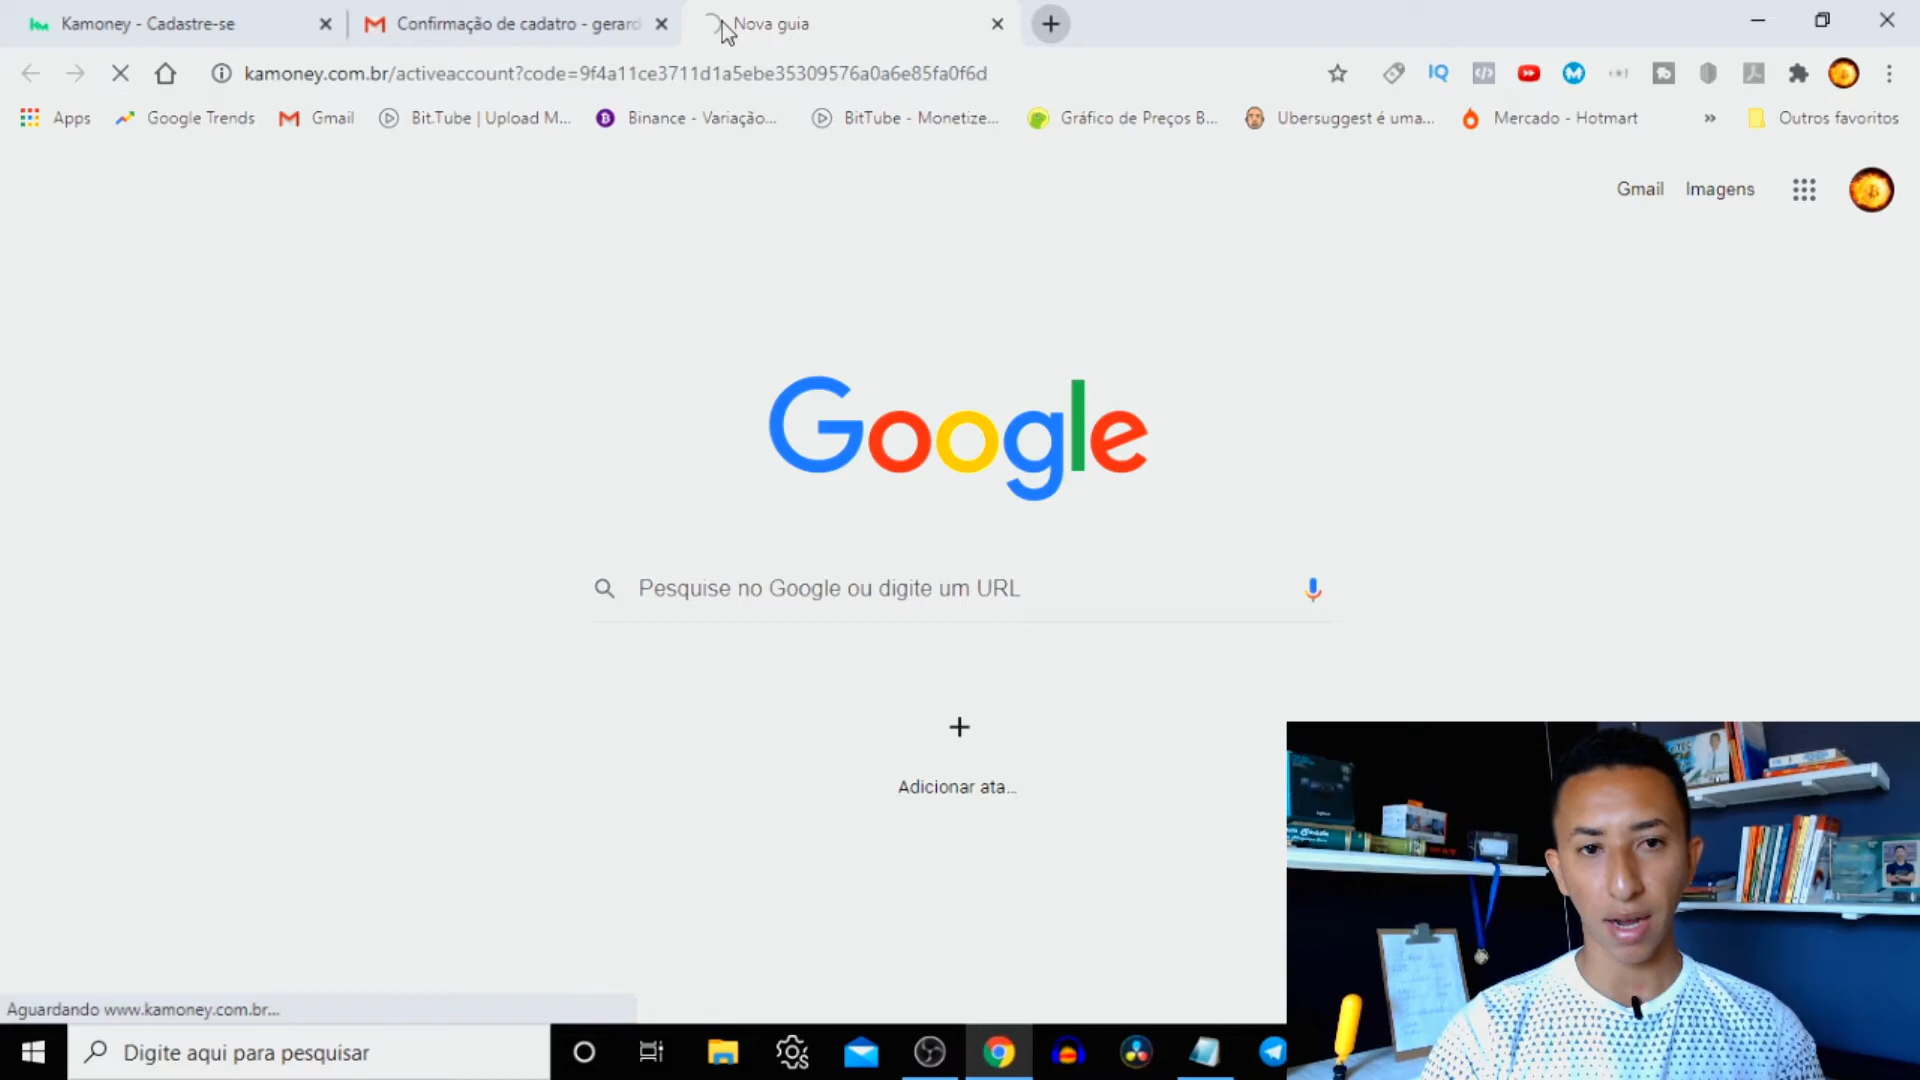 Kamoney - Cadastre-se
Confirmação de cadatro - gerard
Nova guia
kamoney.com.br/activeaccount?code=9f4a11ce3711d1a5ebe35309576a0a6e85fa0f6d
IQ
Apps
Google Trends
Gmail
Bit.Tube | Upload M...
Binance - Variação...
BitTube - Monetize...
Gráfico de Preços B...
Ubersuggest é uma...
Mercado - Hotmart
»
Outros favoritos
Gmail
Imagens
Google
Pesquise no Google ou digite um URL
Adicionar ata...
Aguardando www.kamoney.com.br...
Digite aqui para pesquisar